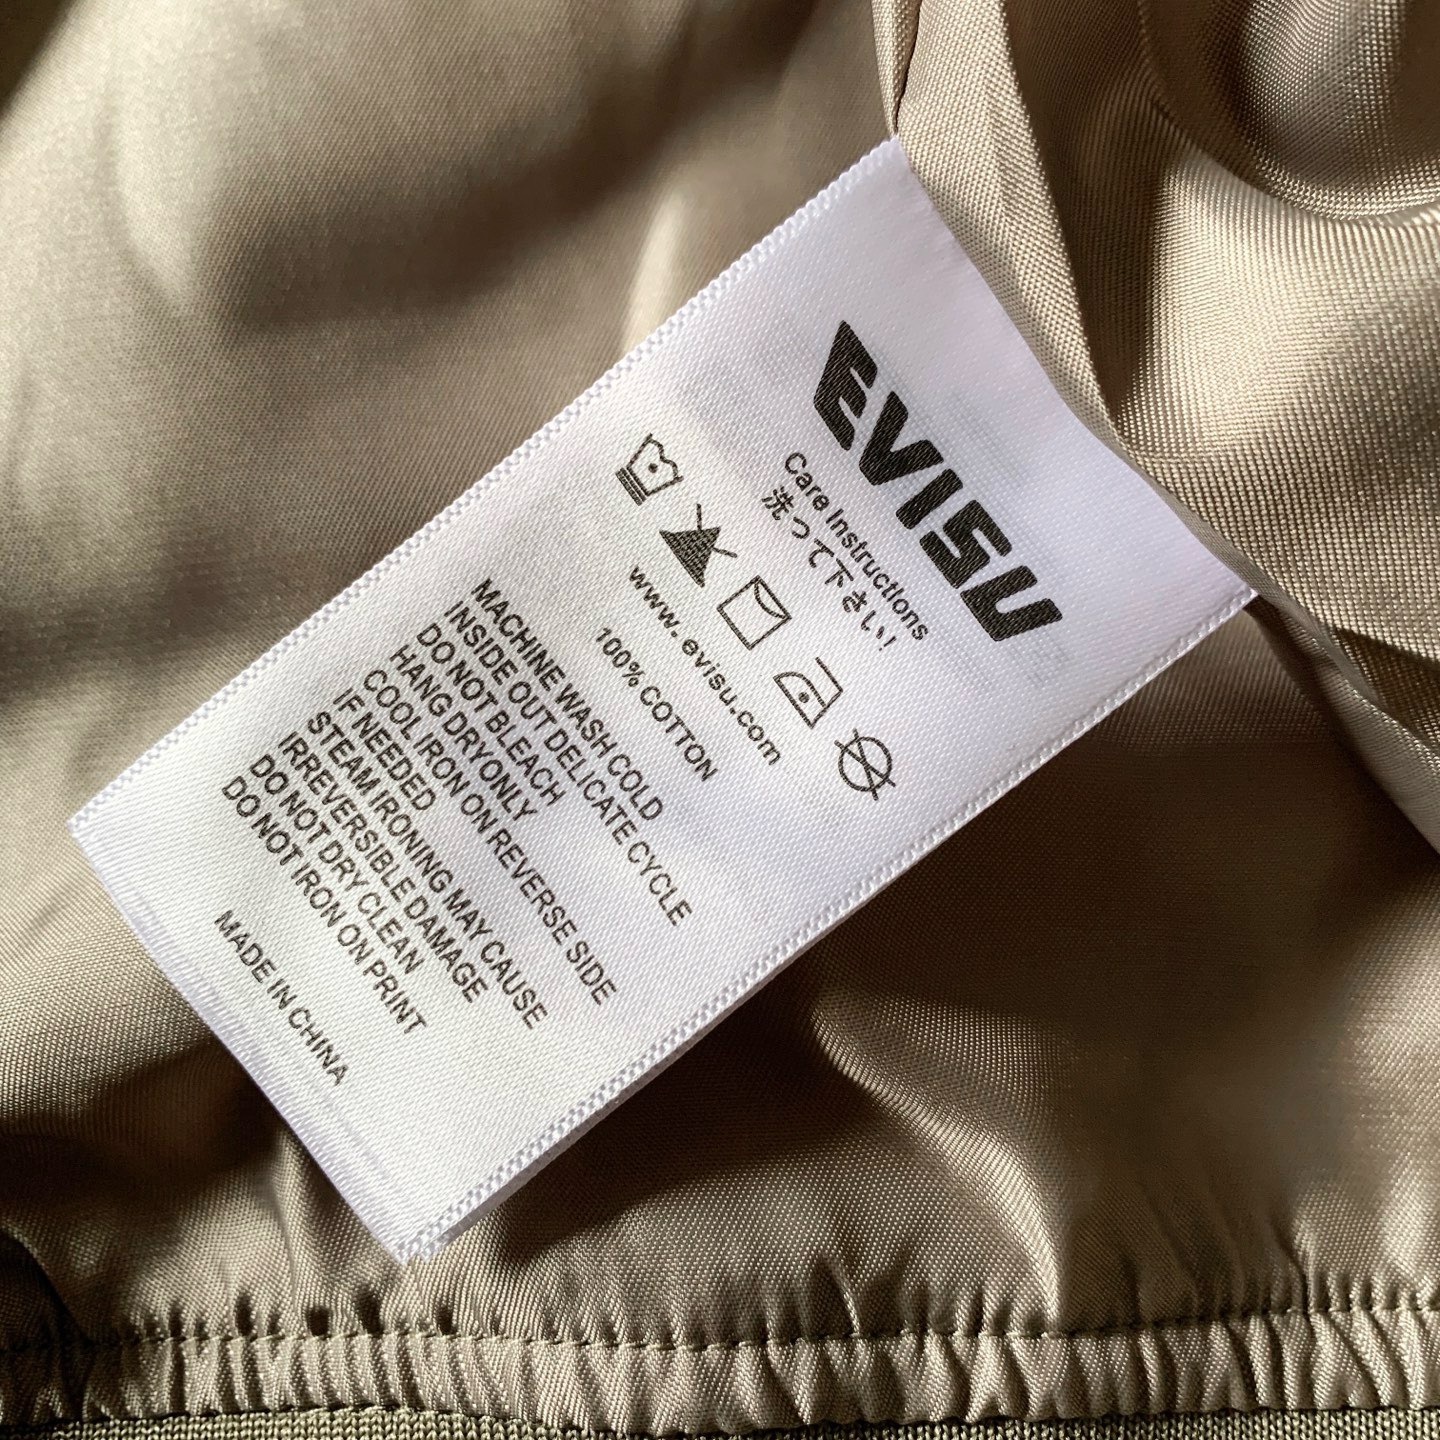 EVISU
Care Instructions
洗って下さい!
www.evisu.com
100% COTTON
MACHINE WASH COLD
INSIDE OUT DELICATE CYCLE
DO NOT BLEACH
HANG DRYONLY
COOL IRON ON REVERSE SIDE
IF NEEDED
STEAM IRONING MAY CAUSE
IRREVERSIBLE DAMAGE
DO NOT DRY CLEAN
DO NOT IRON ON PRINT
MADE IN CHINA